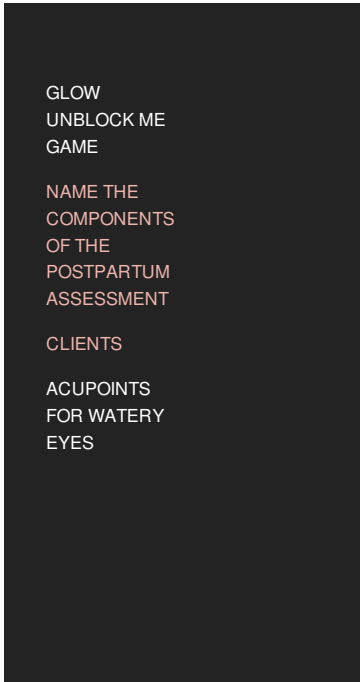 GLOW
UNBLOCK ME
GAME
NAME THE
COMPONENTS
OF THE
POSTPARTUM
ASSESSMENT
CLIENTS
ACUPOINTS
FOR WATERY
EYES